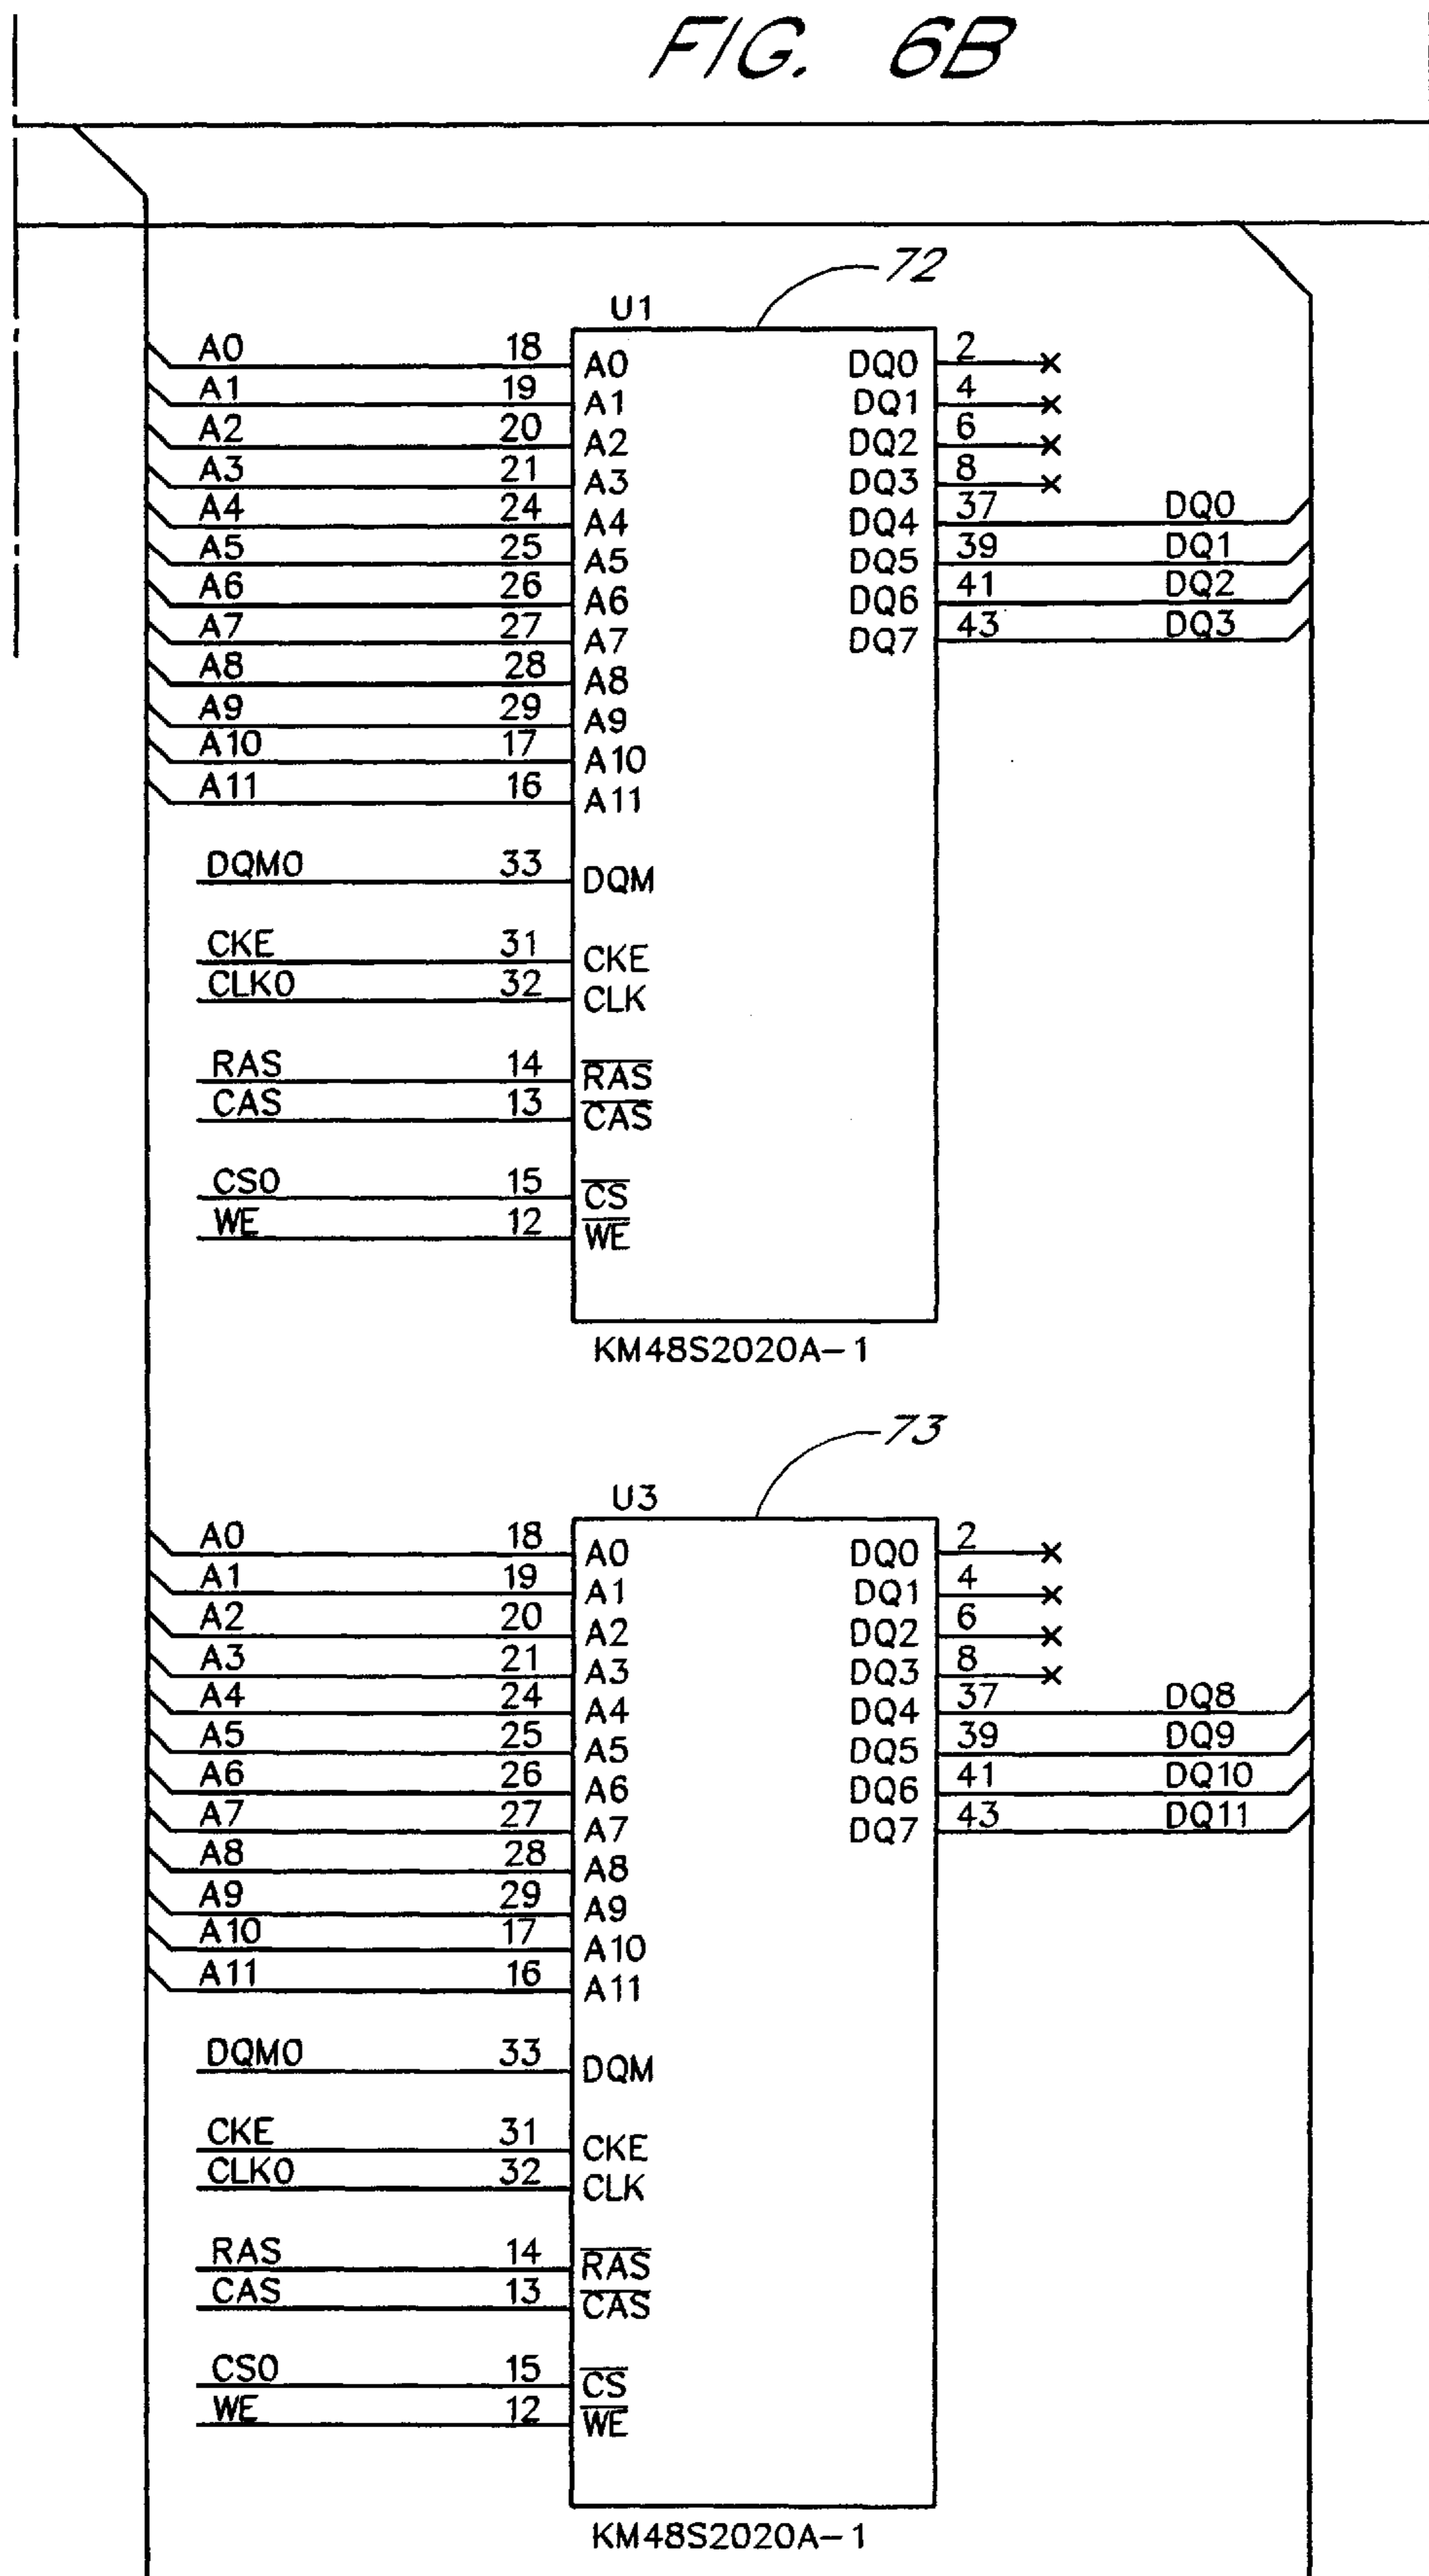 FIG. 6B
72
U1
A0 18 A0 DQ0 2
A1 19 A1 DQ1 4
A2 20 A2 DQ2 6
A3 21 A3 DQ3 8
A4 24 A4 DQ4 37 DQ0
A5 25 A5 DQ5 39 DQ1
A6 26 A6 DQ6 41 DQ2
A7 27 A7 DQ7 43 DQ3
A8 28 A8
A9 29 A9
A10 17 A10
A11 16 A11
DQM0 33 DQM
CKE 31 CKE
CLK0 32 CLK
RAS 14 RAS
CAS 13 CAS
CS0 15 CS
WE 12 WE
KM48S2020A-1
73
U3
A0 18 A0 DQ0 2
A1 19 A1 DQ1 4
A2 20 A2 DQ2 6
A3 21 A3 DQ3 8
A4 24 A4 DQ4 37 DQ8
A5 25 A5 DQ5 39 DQ9
A6 26 A6 DQ6 41 DQ10
A7 27 A7 DQ7 43 DQ11
A8 28 A8
A9 29 A9
A10 17 A10
A11 16 A11
DQM0 33 DQM
CKE 31 CKE
CLK0 32 CLK
RAS 14 RAS
CAS 13 CAS
CS0 15 CS
WE 12 WE
KM48S2020A-1